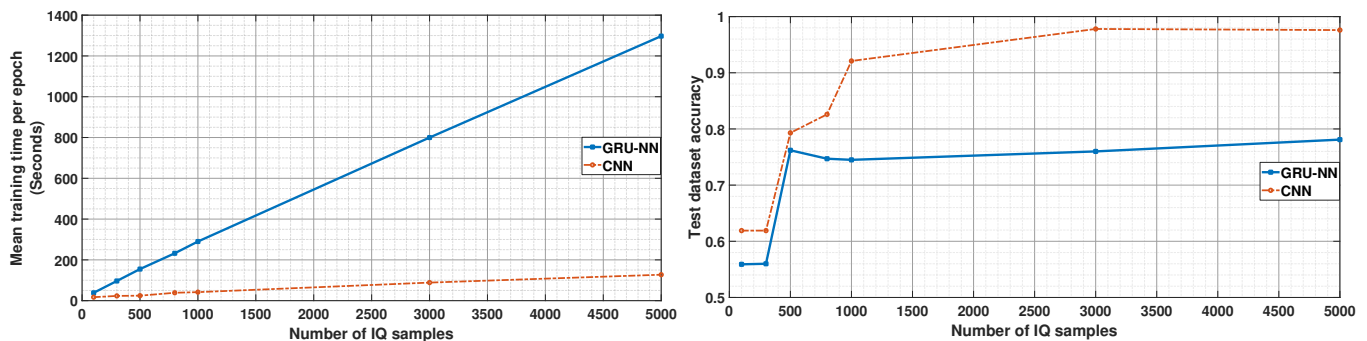 1400
1200
1000
800
600
400
200
0
Mean training time per epoch
(Seconds)
GRU-NN
CNN
0 500 1000 1500 2000 2500 3000 3500 4000 4500 5000
Number of IQ samples
1
0.9
0.8
0.7
0.6
0.5
Test dataset accuracy
GRU-NN
CNN
0 500 1000 1500 2000 2500 3000 3500 4000 4500 5000
Number of IQ samples